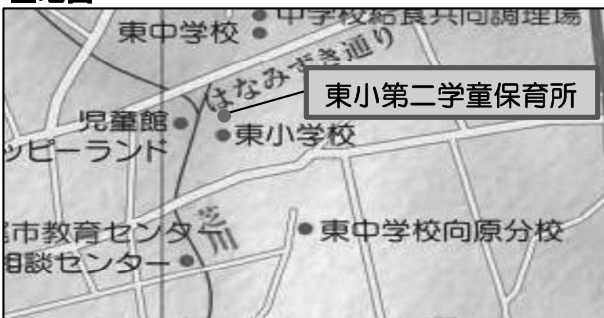 中学校給食共同調理場
東中学校
はなみずき通り
東小第二学童保育所
児童館
ッピーランド
東小学校
尾市教育センター
相談センター
東中学校向原分校